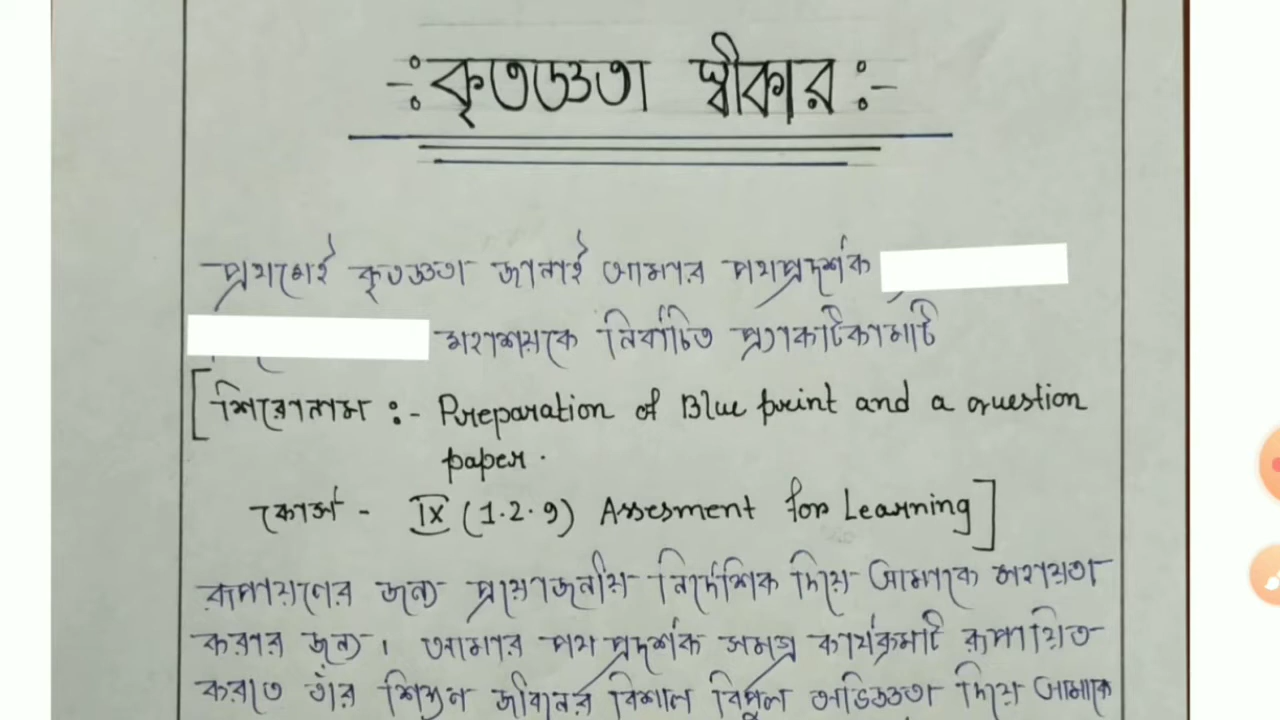 -: কৃতজ্ঞতা স্বীকার :-
প্রথমেই কৃতজ্ঞতা জানাই আমার পথপ্রদর্শক
মহাশয়কে নির্বাচিত প্র্যাকটিকামটি
[শিরোনাম :- Preparation of Blue print and a question
paper.
কোর্স - IX (1.2.9) Assesment for Learning]
রূপায়ণের জন্য প্রয়োজনীয় নির্দেশিক দিয়ে আমাকে সহায়তা
করার জন্য। আমার পথ প্রদর্শক সমগ্র কার্যক্রমটি রূপায়িত
করতে তাঁর শিক্ষন জীবনের বিশাল বিপুল অভিজ্ঞতা দিয়ে আমাকে